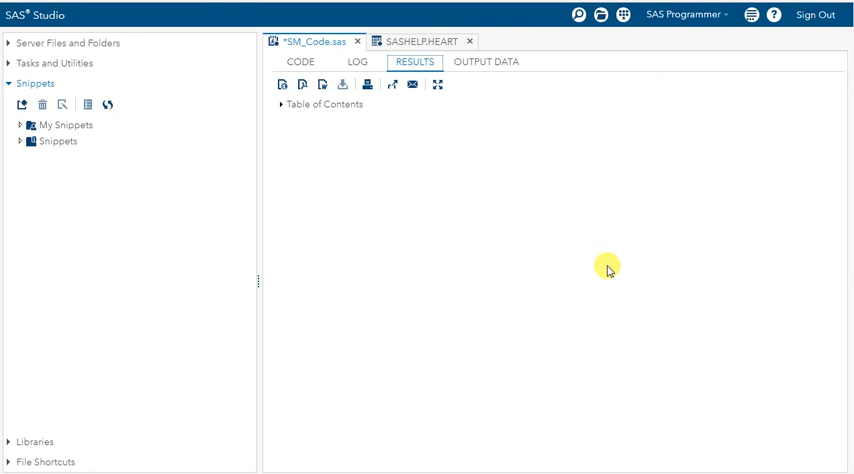 SAS® Studio
SAS Programmer
Sign Out
Server Files and Folders
Tasks and Utilities
Snippets
My Snippets
Snippets
Libraries
File Shortcuts
*SM_Code.sas
SASHELP.HEART
CODE
LOG
RESULTS
OUTPUT DATA
Table of Contents